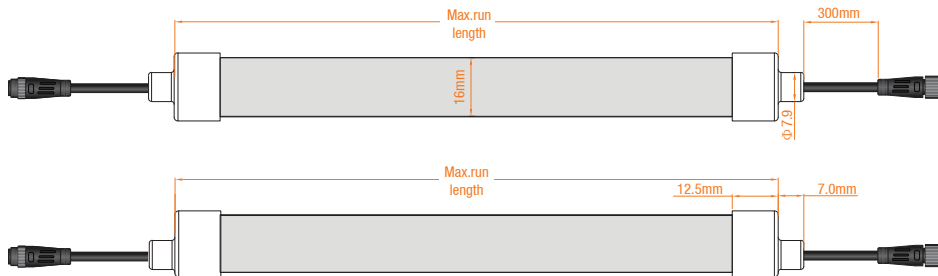 Max.run
length
300mm
16mm
Φ7.9
Max.run
length
12.5mm
7.0mm